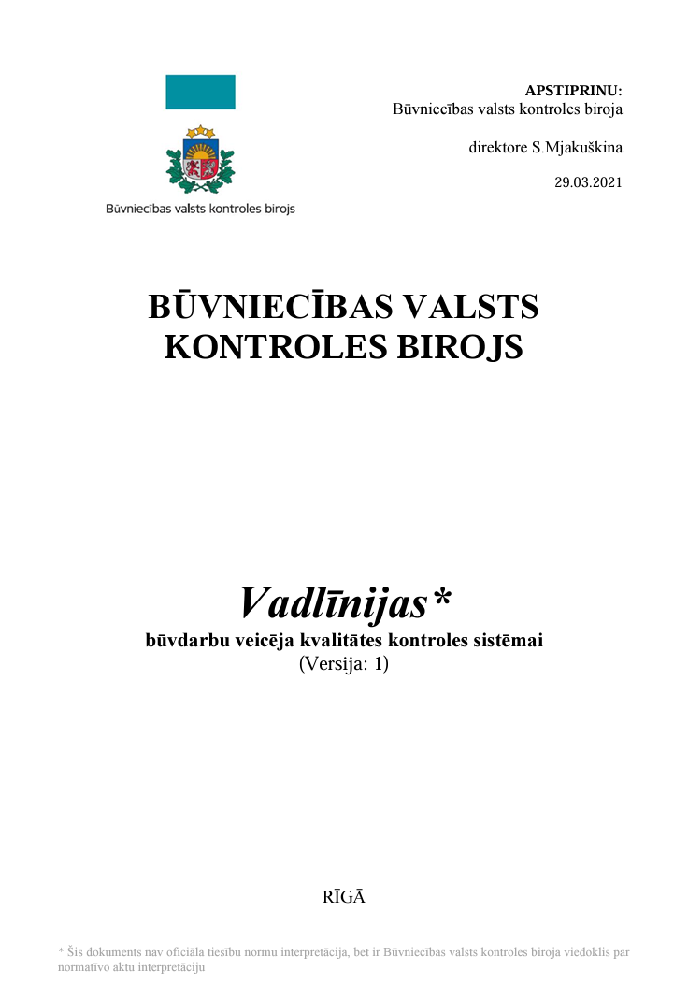 APSTIPRINU:
Būvniecības valsts kontroles biroja
direktore S.Mjakuškina
29.03.2021
Būvniecības valsts kontroles birojs
BŪVNIECĪBAS VALSTS
KONTROLES BIROJS
Vadlīnijas*
būvdarbu veicēja kvalitātes kontroles sistēmai
(Versija: 1)
RĪGĀ
* Šis dokuments nav oficiāla tiesību normu interpretācija, bet ir Būvniecības valsts kontroles biroja viedoklis par
normatīvo aktu interpretāciju